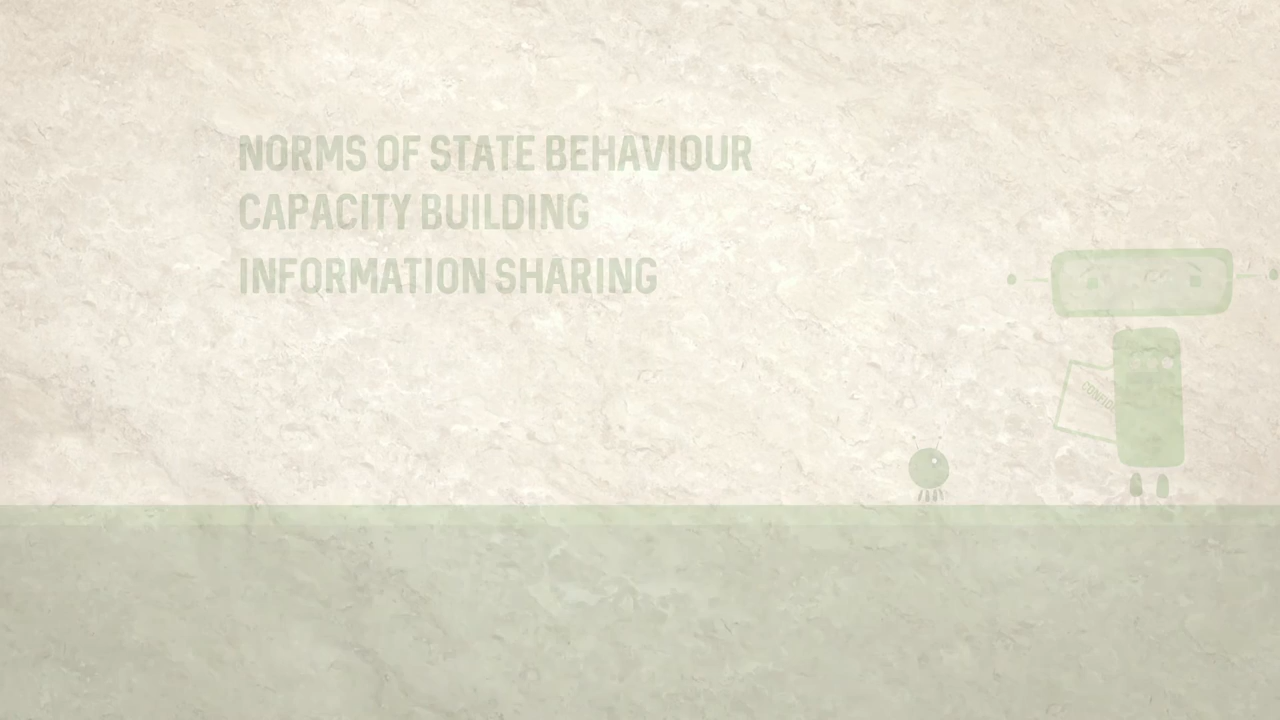 NORMS OF STATE BEHAVIOUR
CAPACITY BUILDING
INFORMATION SHARING